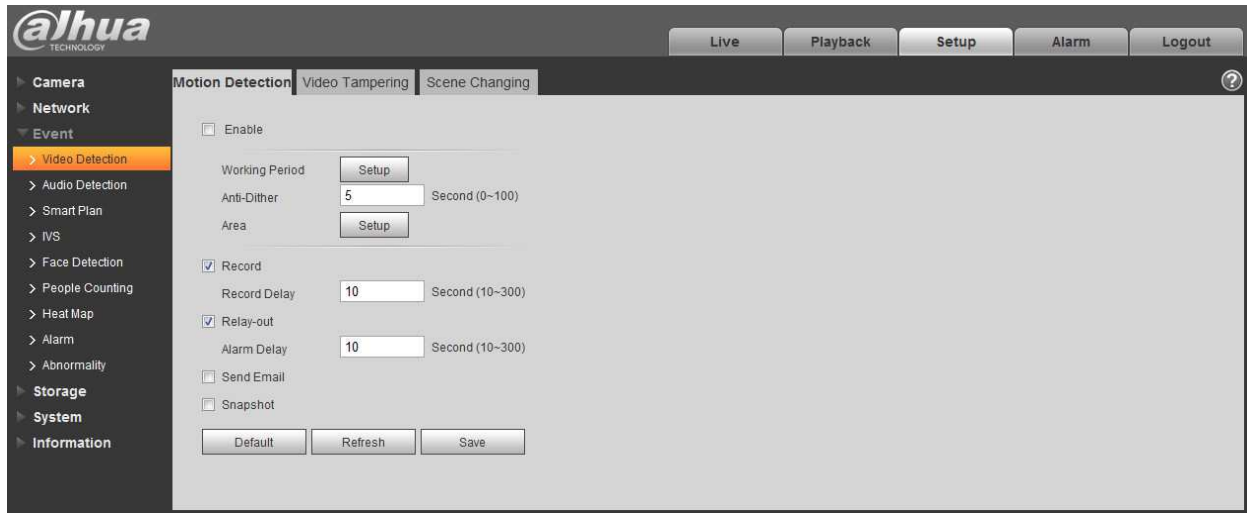 alhua
TECHNOLOGY
Live Playback Setup Alarm Logout
Camera
Network
Event
Video Detection
Audio Detection
Smart Plan
IVS
Face Detection
People Counting
Heat Map
Alarm
Abnormality
Storage
System
Information
Motion Detection Video Tampering Scene Changing
?
Enable
Working Period Setup
Anti-Dither 5 Second (0~100)
Area Setup
Record
Record Delay 10 Second (10~300)
Relay-out
Alarm Delay 10 Second (10~300)
Send Email
Snapshot
Default Refresh Save